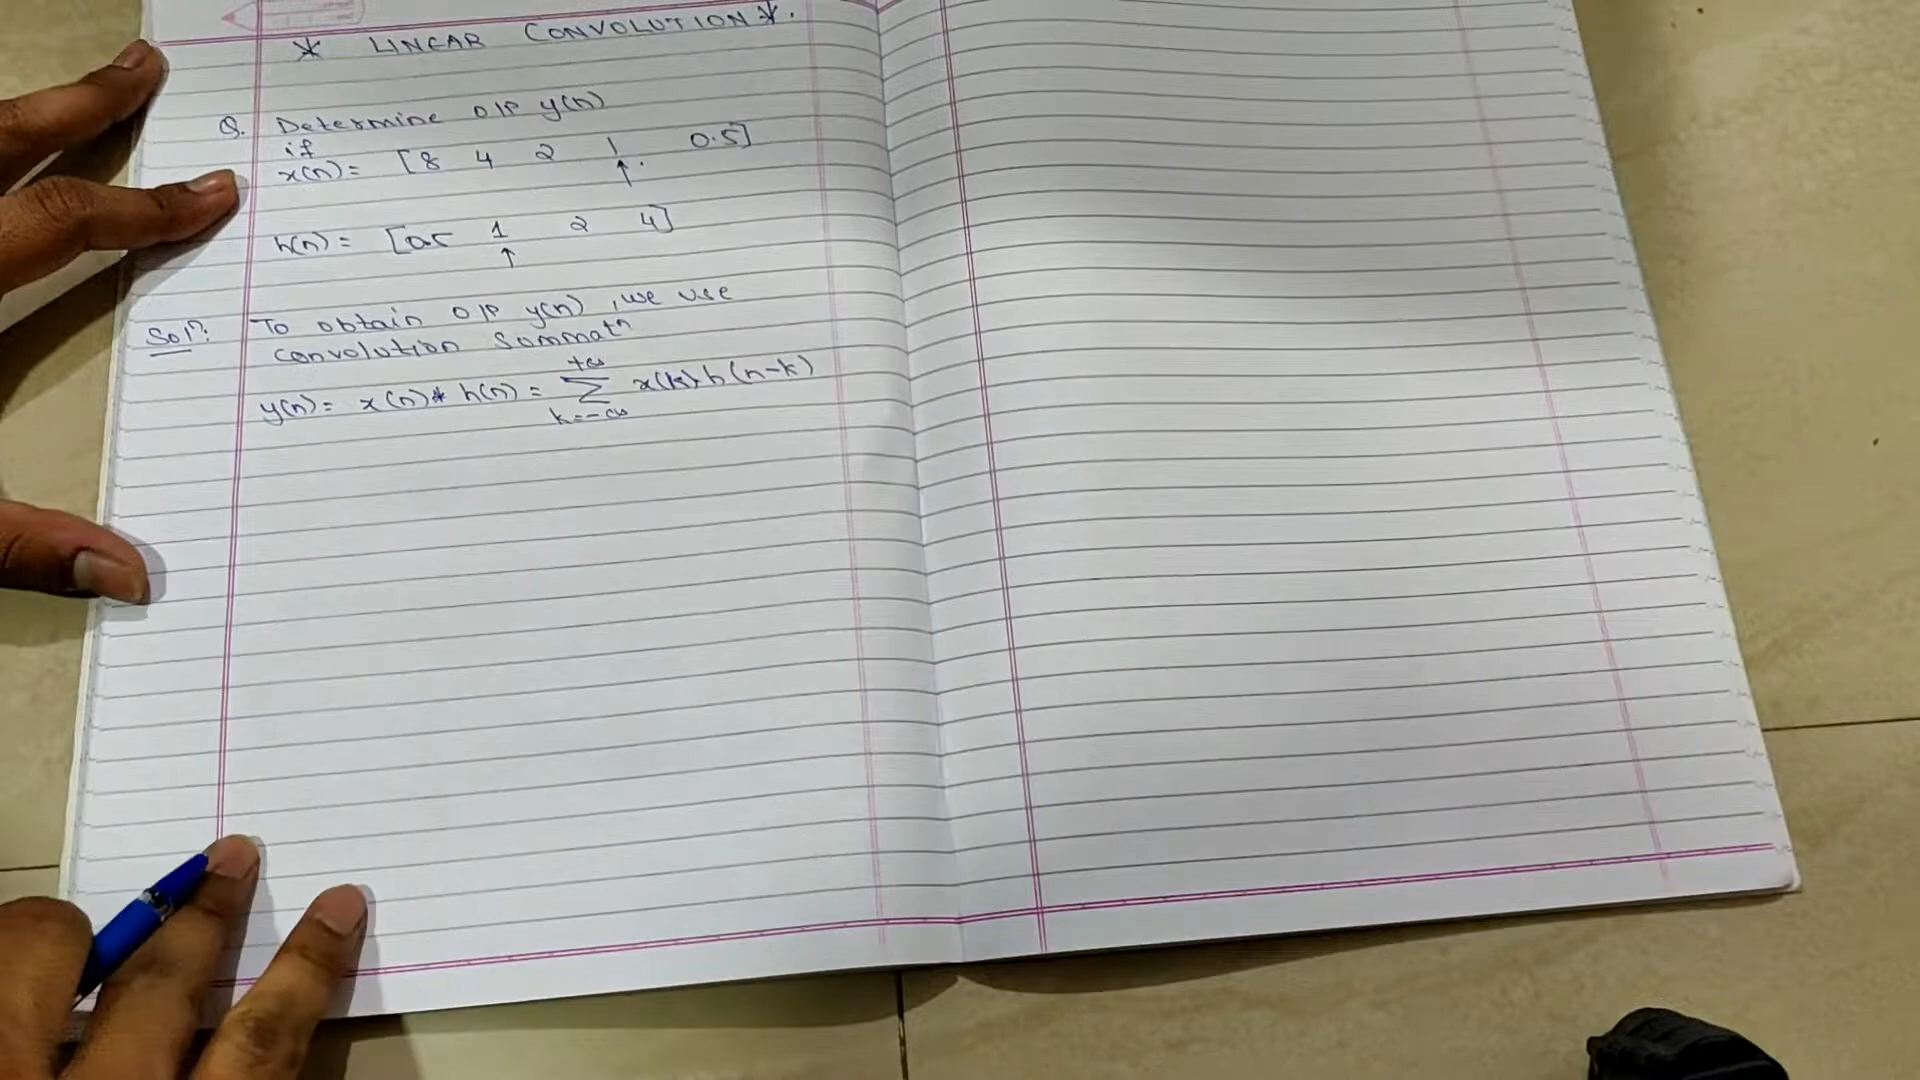 * LINEAR CONVOLUTION *.
Q. Determine O/P y(n)
if
x(n) = [8 4 2 1 0.5]
↑
h(n) = [0.5 1 2 4]
↑
Solⁿ: To obtain O/P y(n), we use
convolution Summatⁿ
y(n) = x(n) * h(n) = +∞ Σ k=-∞ x(k) h(n-k)